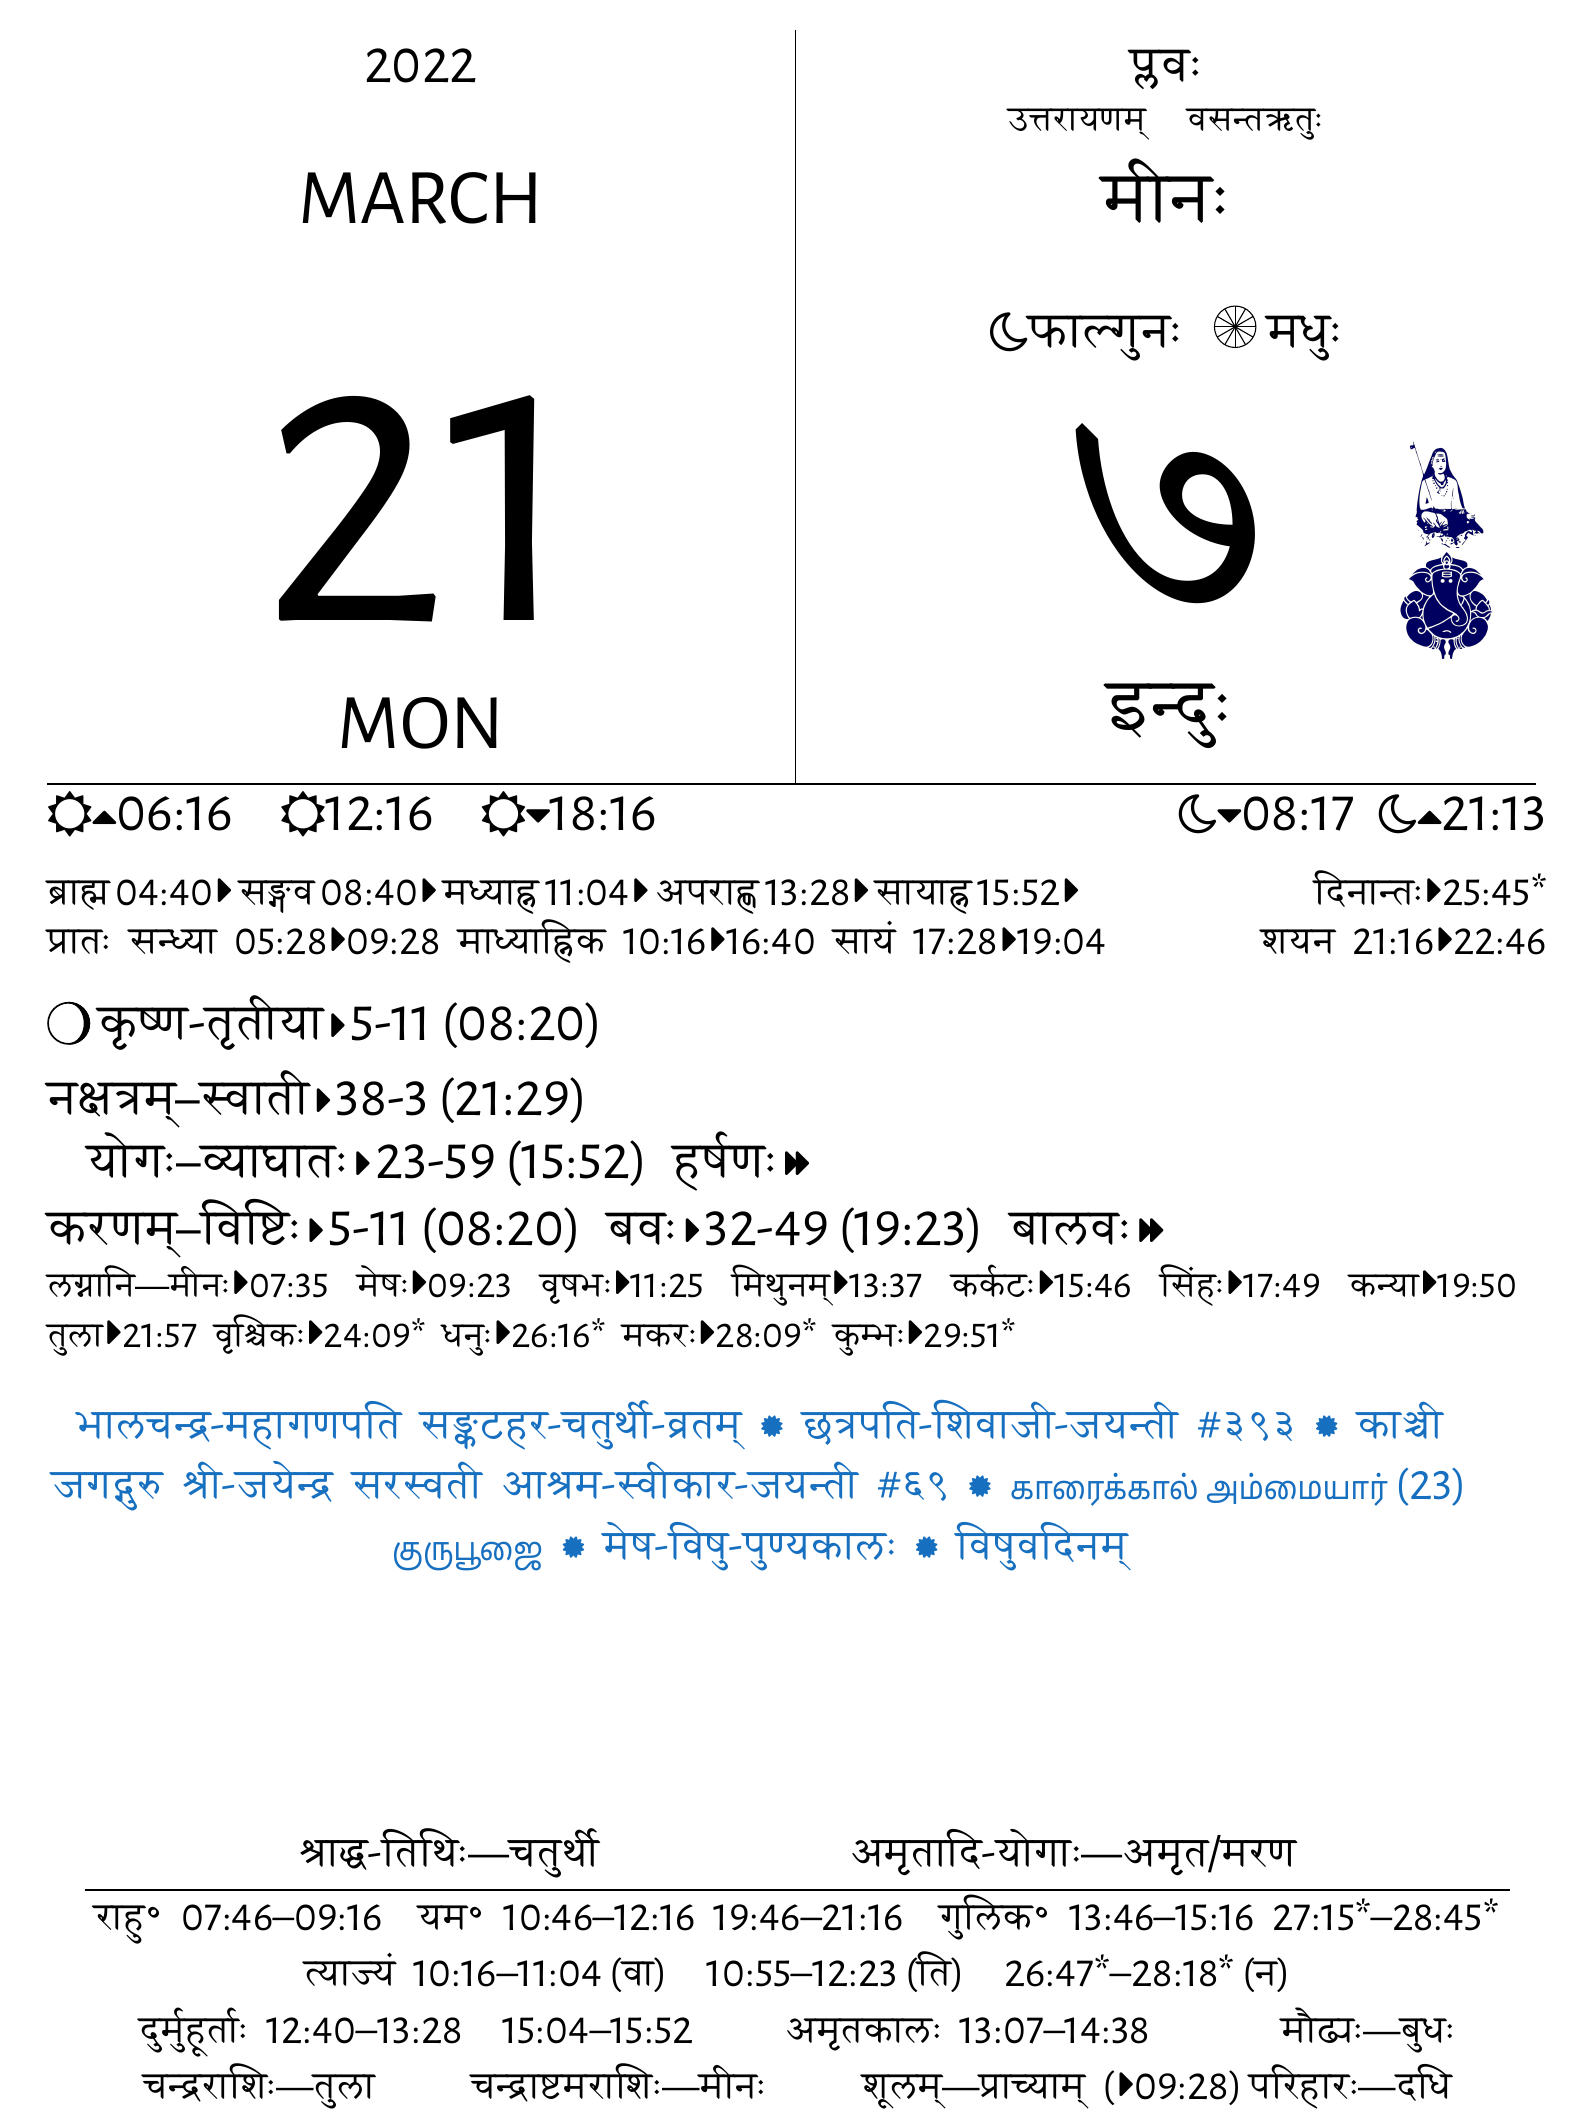 2022
MARCH
21
MON
प्लवः
उत्तरायणम् वसन्तऋतुः
मीनः
फाल्गुनः मधुः
७
इन्दुः
06:16 12:16 18:16 08:17 21:13
ब्राह्म 04:40 सङ्गव 08:40 मध्याह्न 11:04 अपराह्ण 13:28 सायाह्न 15:52 दिनान्तः 25:45*
प्रातः सन्ध्या 05:28 09:28 माध्याह्निक 10:16 16:40 सायं 17:28 19:04 शयन 21:16 22:46
कृष्ण-तृतीया 5-11 (08:20)
नक्षत्रम्–स्वाती 38-3 (21:29)
योगः–व्याघातः 23-59 (15:52) हर्षणः
करणम्–विष्टिः 5-11 (08:20) बवः 32-49 (19:23) बालवः
लग्नानि—मीनः 07:35 मेषः 09:23 वृषभः 11:25 मिथुनम् 13:37 कर्कटः 15:46 सिंहः 17:49 कन्या 19:50
तुला 21:57 वृश्चिकः 24:09* धनुः 26:16* मकरः 28:09* कुम्भः 29:51*
भालचन्द्र-महागणपति सङ्कटहर-चतुर्थी-व्रतम् ✹ छत्रपति-शिवाजी-जयन्ती #३९३ ✹ काञ्ची
जगद्गुरु श्री-जयेन्द्र सरस्वती आश्रम-स्वीकार-जयन्ती #६९ ✹ காரைக்கால் அம்மையார் (23)
குருபூஜை ✹ मेष-विषु-पुण्यकालः ✹ विषुवदिनम्
श्राद्ध-तिथिः—चतुर्थी अमृतादि-योगाः—अमृत/मरण
राहु॰ 07:46–09:16 यम॰ 10:46–12:16 19:46–21:16 गुलिक॰ 13:46–15:16 27:15*–28:45*
त्याज्यं 10:16–11:04 (वा) 10:55–12:23 (ति) 26:47*–28:18* (न)
दुर्मुहूर्ताः 12:40–13:28 15:04–15:52 अमृतकालः 13:07–14:38 मौढ्यः—बुधः
चन्द्रराशिः—तुला चन्द्राष्टमराशिः—मीनः शूलम्—प्राच्याम् (09:28) परिहारः—दधि